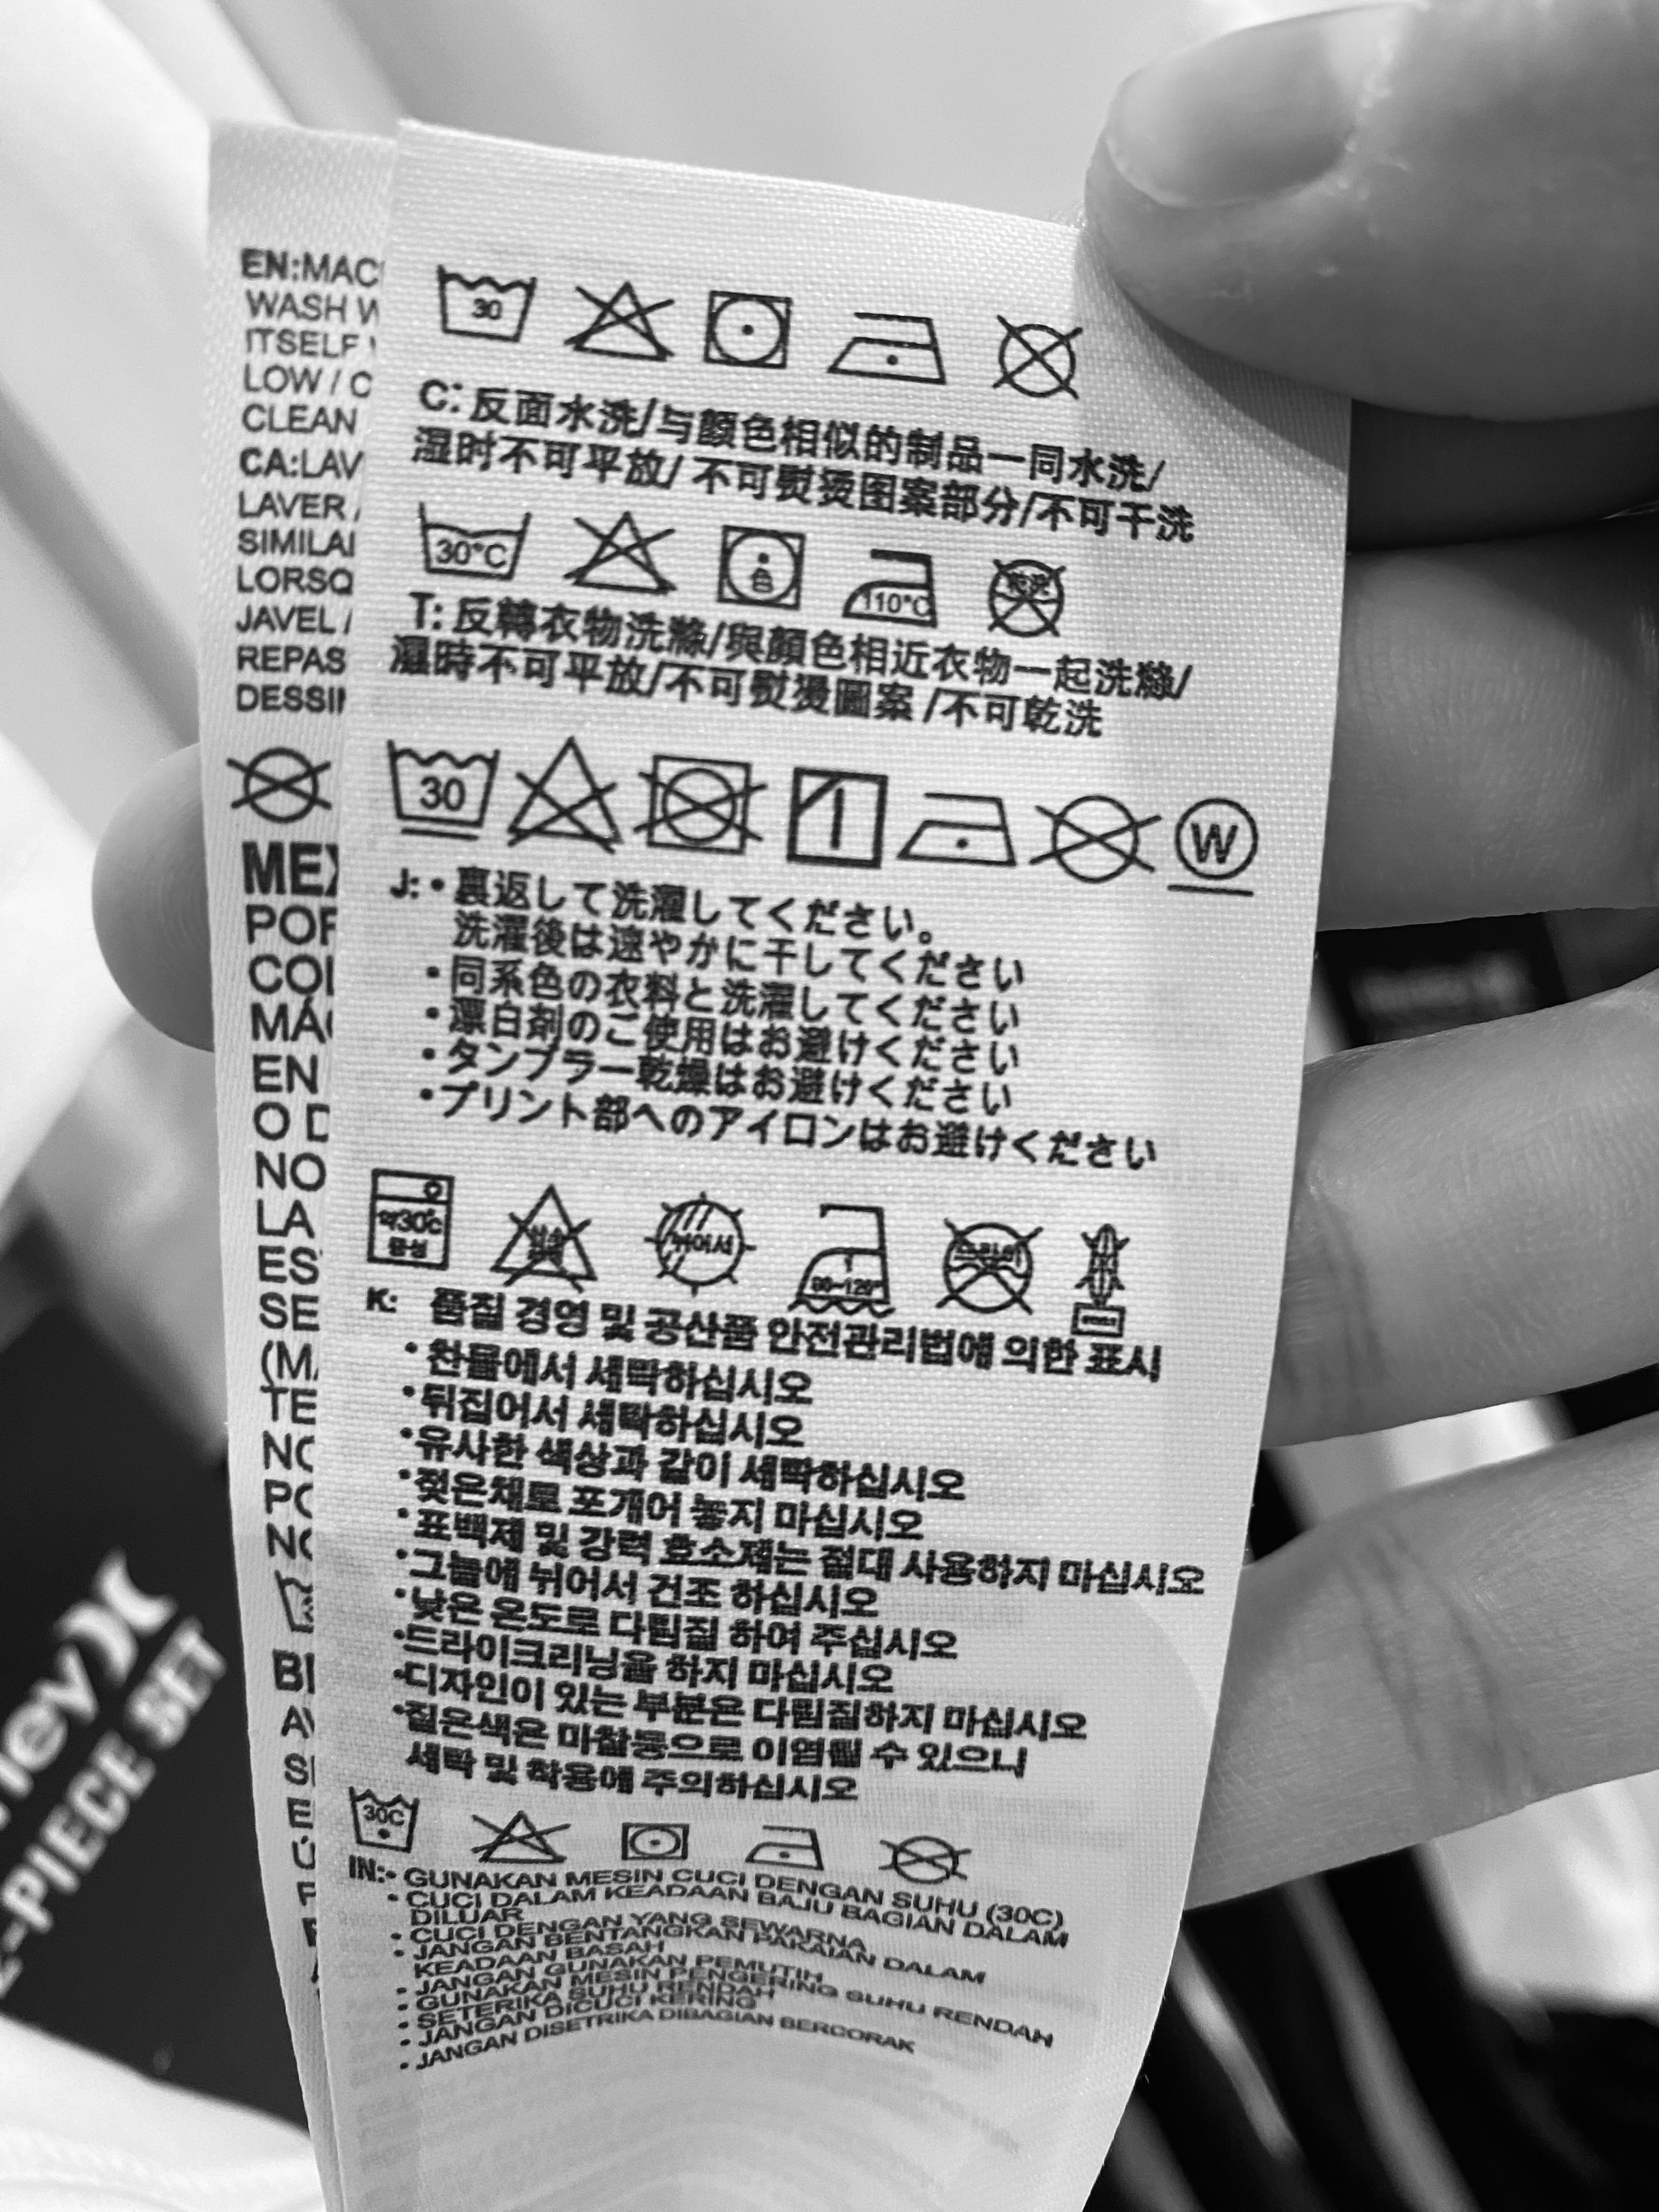 EN:MAC
WASH W
ITSELF
LOW / C
CLEAN
CA:LAV
LAVER /
SIMILAI
LORSQ
JAVEL /
REPAS
DESSI
MEX
POR
COI
MÁ
EN
O D
NO
LA
ES
SE
(MA
TE
NO
PO
NO
BI
AV
SI
E
Ú
30
C: 反面水洗/与颜色相似的制品一同水洗/
湿时不可平放/ 不可熨烫图案部分/不可干洗
30°C
110°C
乾洗
T: 反轉衣物洗滌/與顏色相近衣物一起洗滌/
濕時不可平放/不可熨燙圖案 /不可乾洗
30
W
J: • 裏返して洗濯してください。
洗濯後は速やかに干してください
• 同系色の衣料と洗濯してください
• 漂白剤のご使用はお避けください
• タンブラー乾燥はお避けください
• プリント部へのアイロンはお避けください
약30°C
중성
뉘어서
80~120°
드라이
K: 품질 경영 및 공산품 안전관리법에 의한 표시
• 찬물에서 세탁하십시오
• 뒤집어서 세탁하십시오
• 유사한 색상과 같이 세탁하십시오
• 젖은채로 포개어 놓지 마십시오
• 표백제 및 강력 효소제는 절대 사용하지 마십시오
• 그늘에 뉘어서 건조 하십시오
• 낮은 온도로 다림질 하여 주십시오
• 드라이크리닝을 하지 마십시오
• 디자인이 있는 부분은 다림질하지 마십시오
• 짙은색은 마찰등으로 이염될 수 있으니
세탁 및 착용에 주의하십시오
30C
IN:• GUNAKAN MESIN CUCI DENGAN SUHU (30C)
• CUCI DALAM KEADAAN BAJU BAGIAN DALAM
DILUAR
• CUCI DENGAN YANG SEWARNA
• JANGAN BENTANGKAN PAKAIAN DALAM
KEADAAN BASAH
• JANGAN GUNAKAN PEMUTIH
• GUNAKAN MESIN PENGERING SUHU RENDAH
• SETERIKA SUHU RENDAH
• JANGAN DICUCI KERING
• JANGAN DISETRIKA DIBAGIAN BERCORAK
-PIECE SET